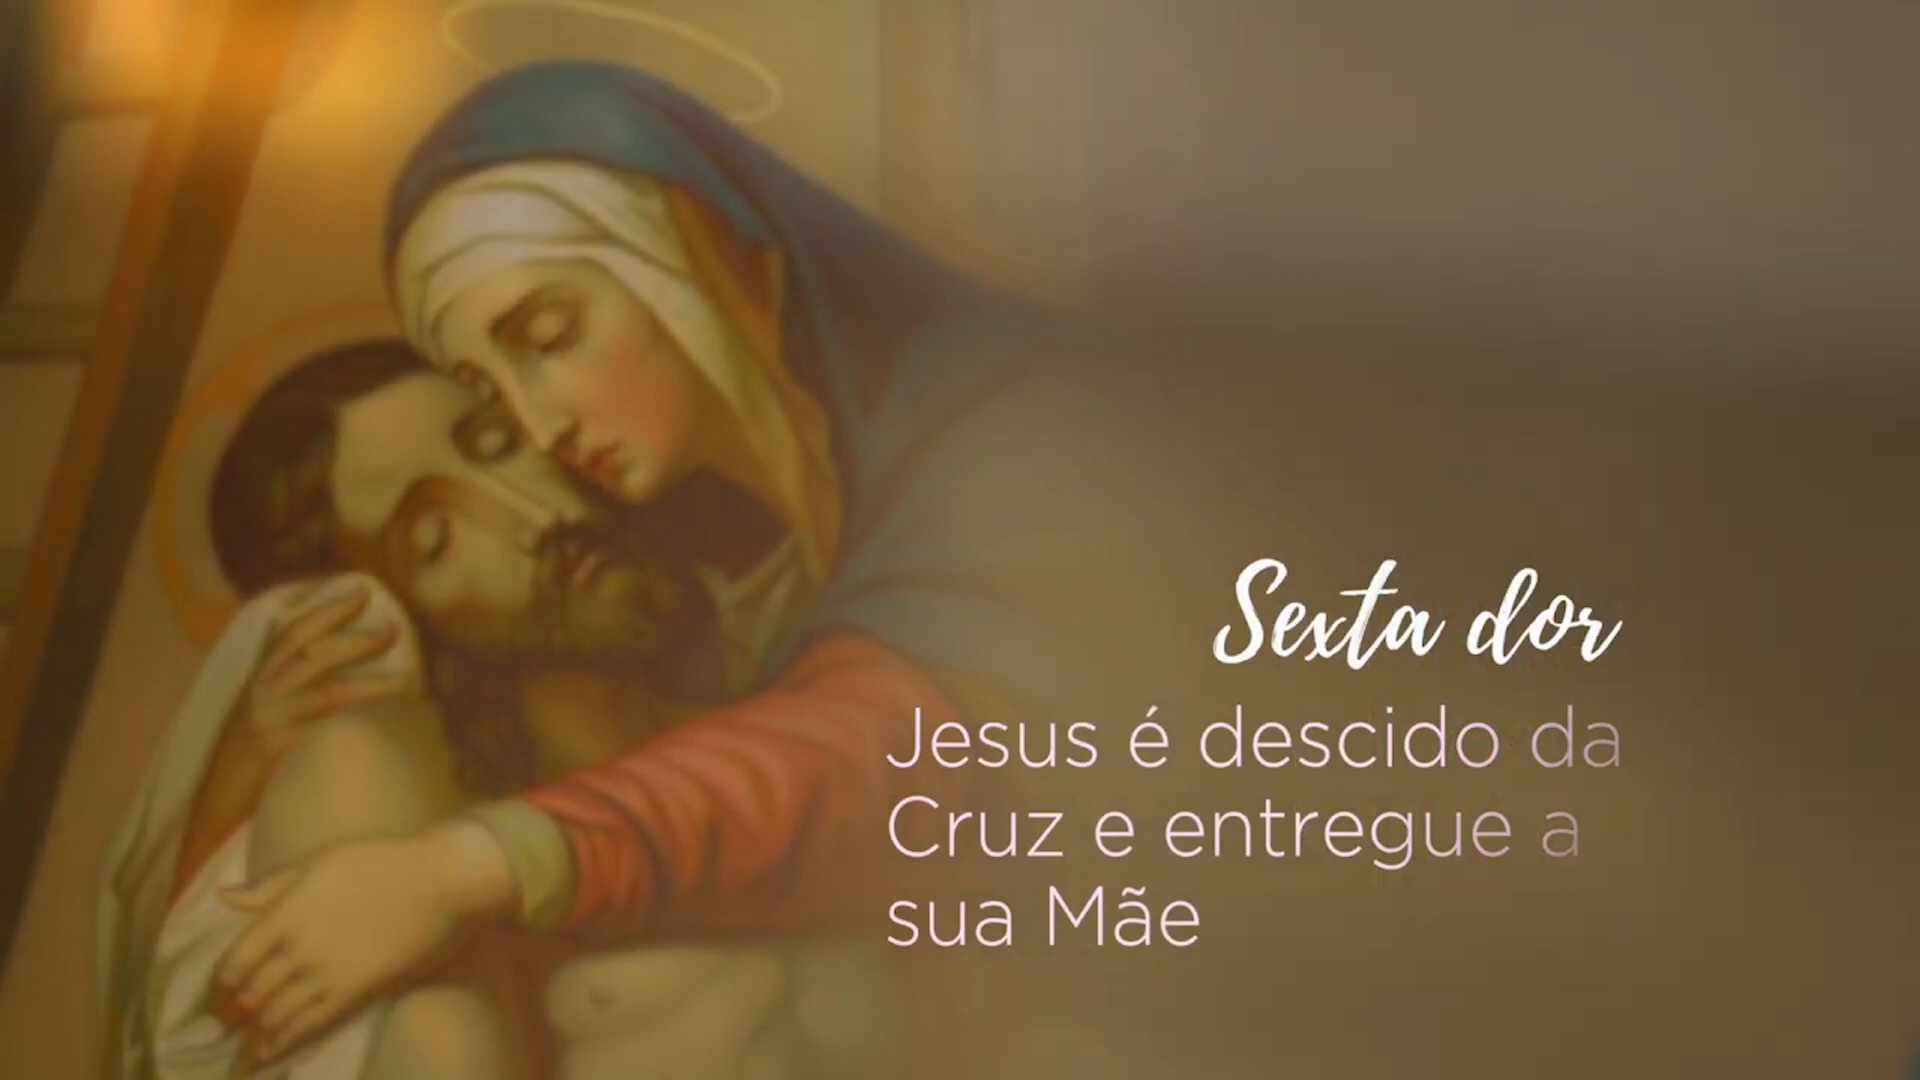 Sexta dor
Jesus é descido da
Cruz e entregue a
sua Mãe